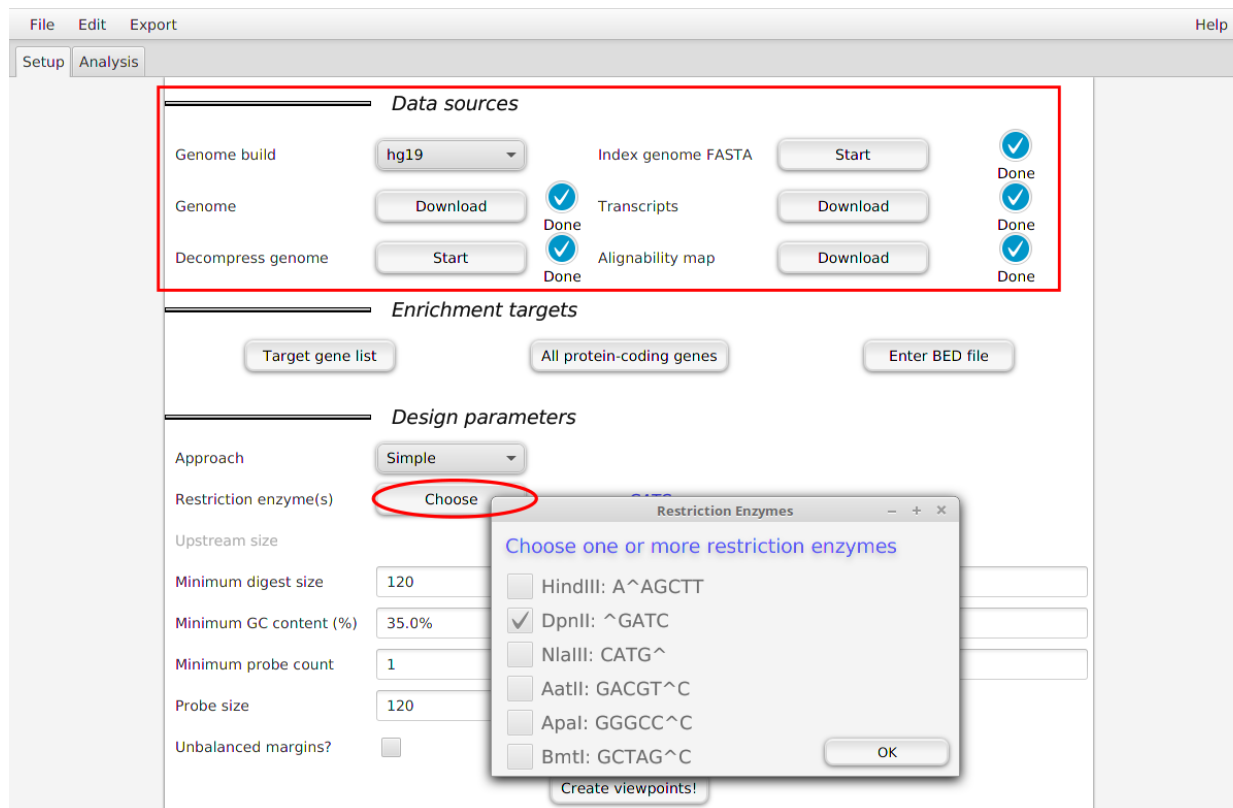 File Edit Export Help
Setup Analysis
Data sources
Genome build hg19 Index genome FASTA Start
Done
Genome Download Transcripts Download
Done Done
Decompress genome Start Alignability map Download
Done Done
Enrichment targets
Target gene list All protein-coding genes Enter BED file
Design parameters
Approach Simple
Restriction enzyme(s) Choose
Restriction Enzymes
Upstream size
Choose one or more restriction enzymes
Minimum digest size 120
HindIII: A^AGCTT
Minimum GC content (%) 35.0%
DpnII: ^GATC
Minimum probe count 1
NlaIII: CATG^
AatII: GACGT^C
Probe size 120
ApaI: GGGCC^C
Unbalanced margins?
BmtI: GCTAG^C OK
Create viewpoints!